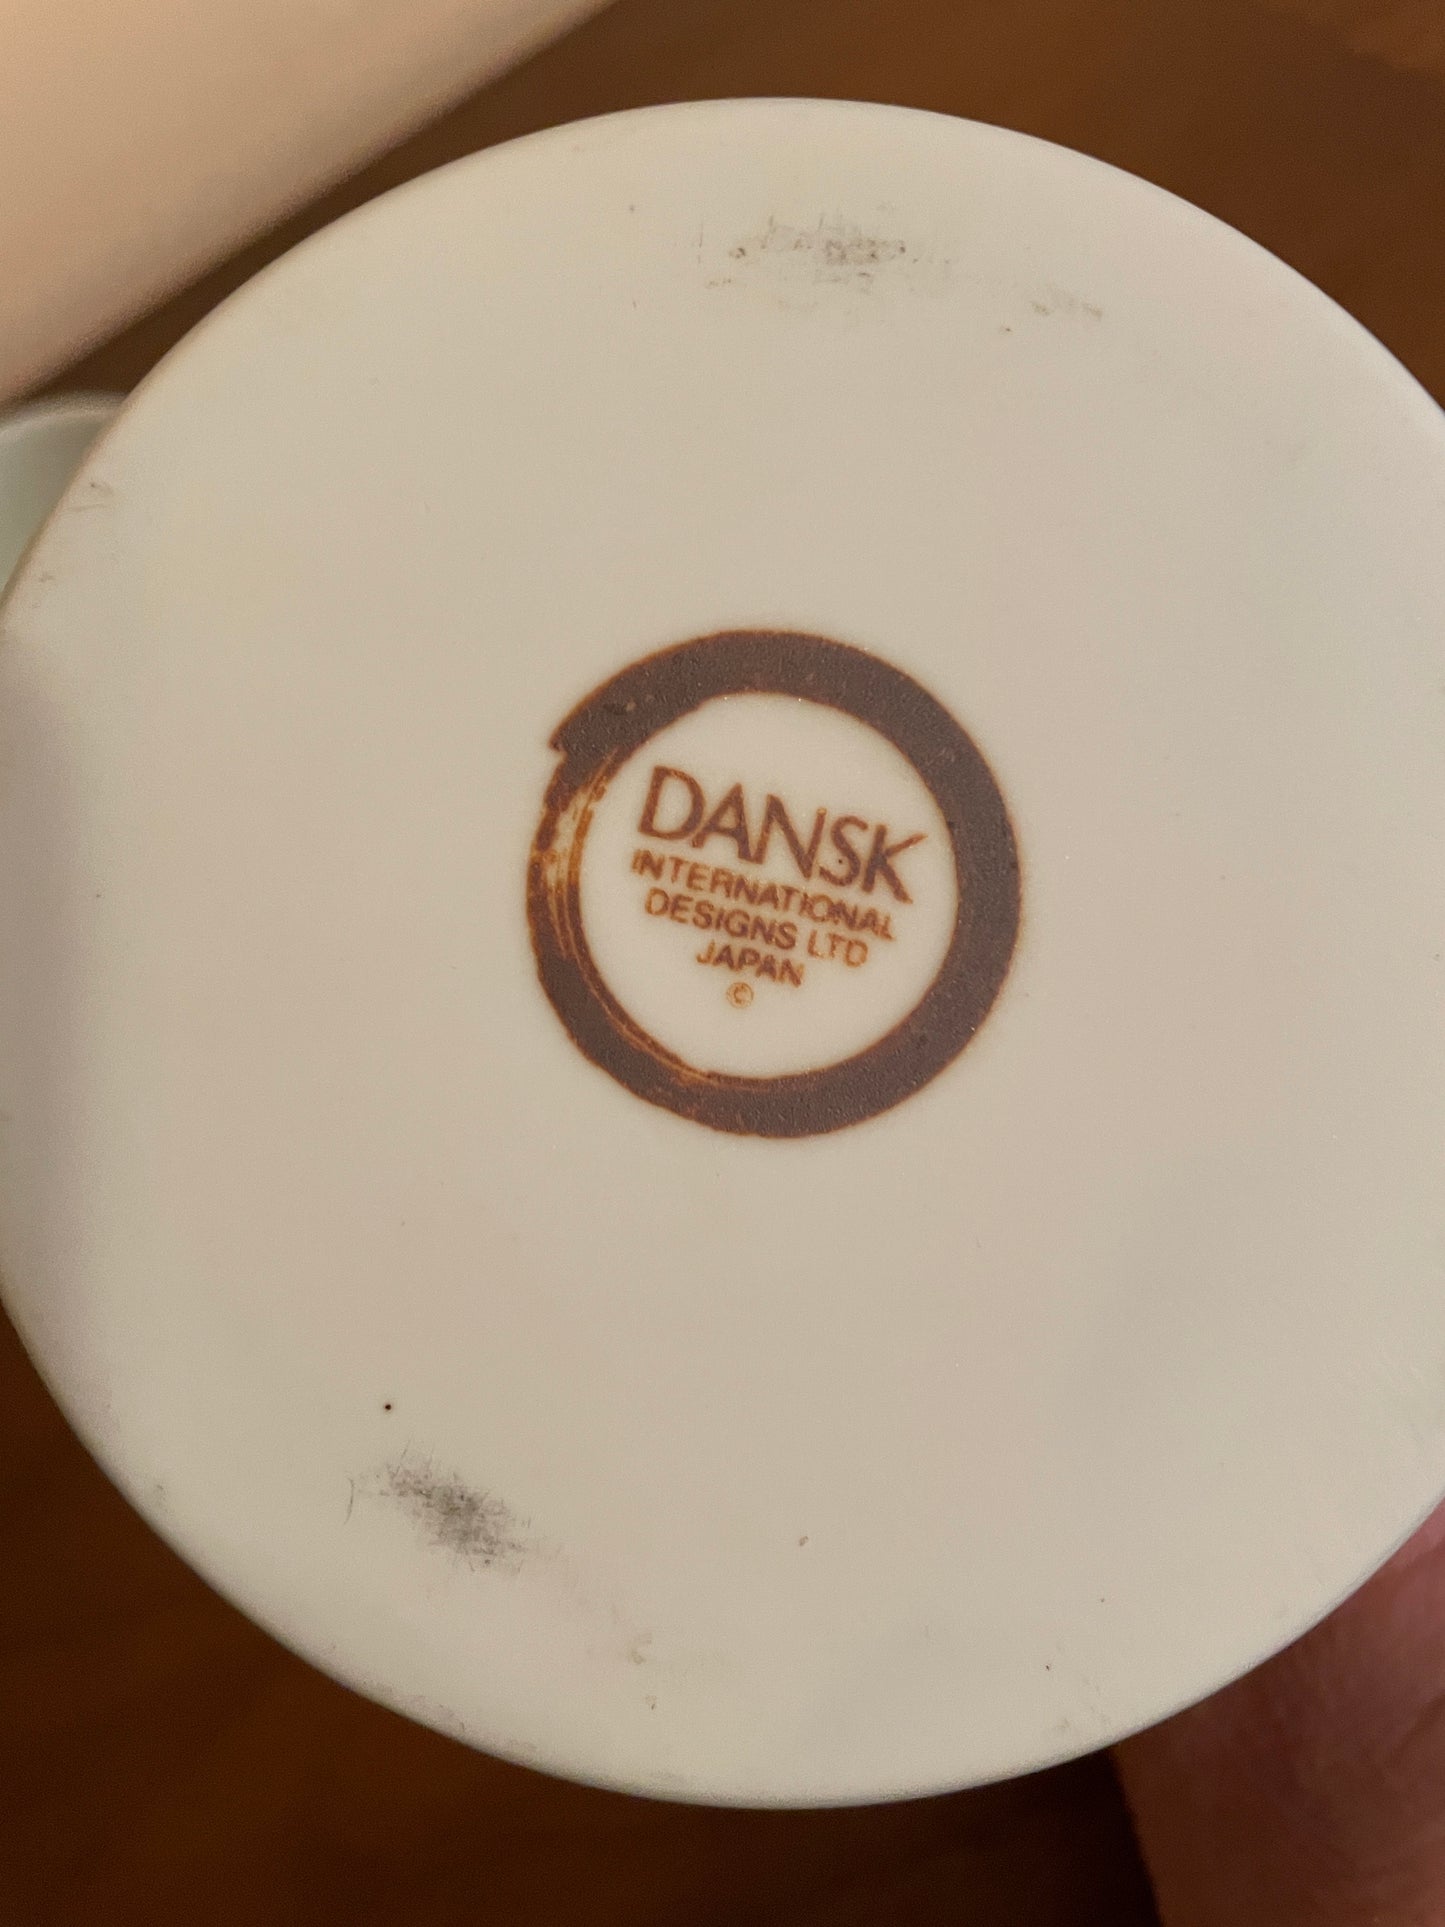 DANSK
INTERNATIONAL
DESIGNS LTD
JAPAN
©